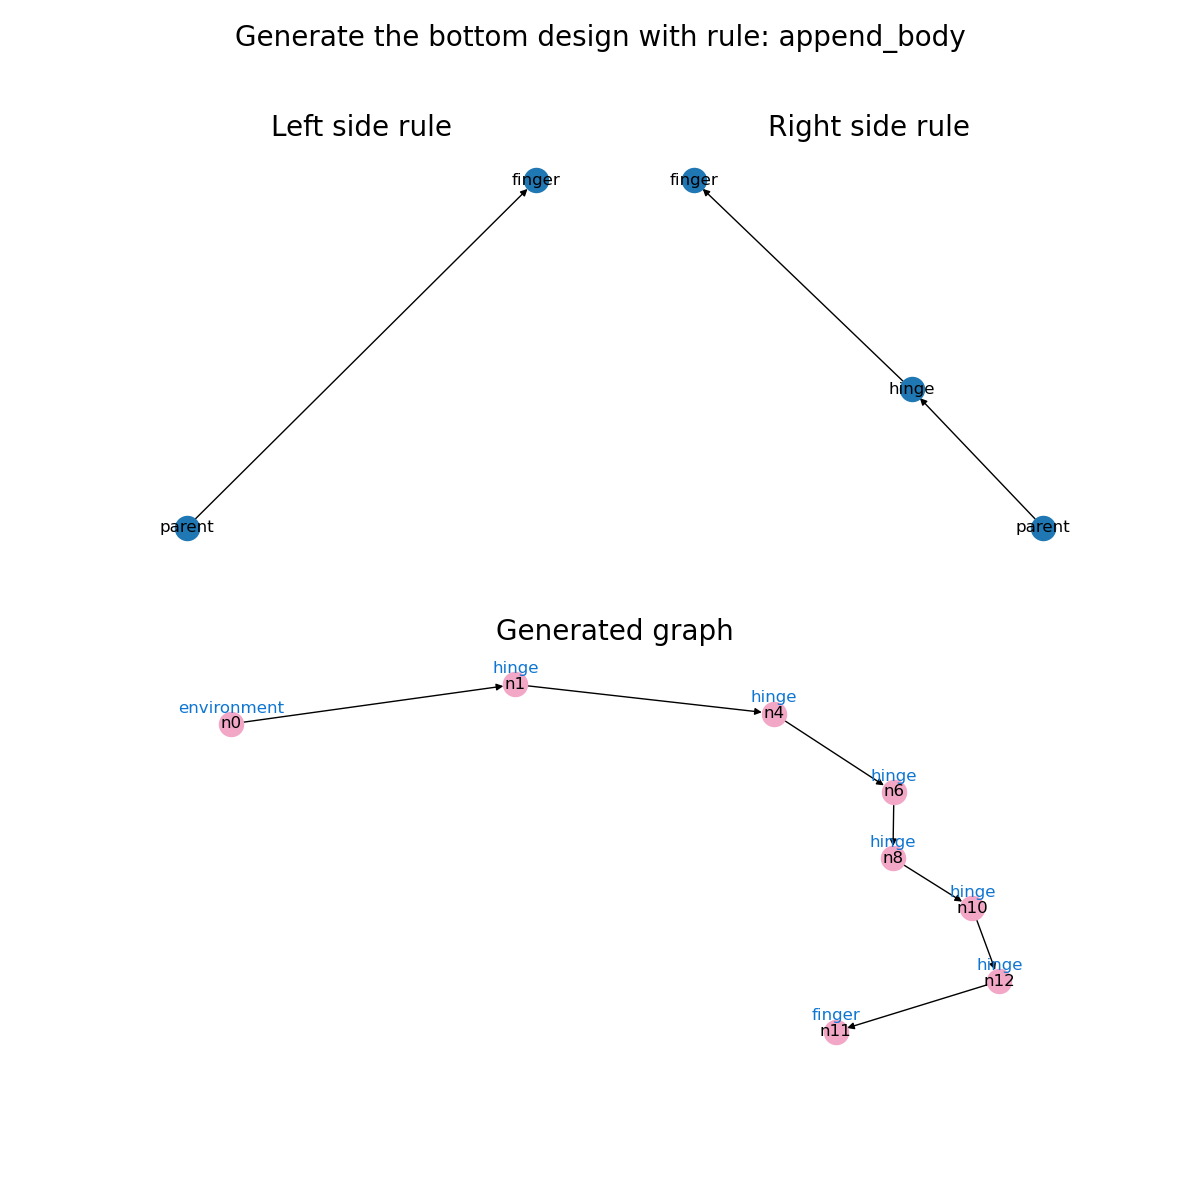 Generate the bottom design with rule: append_body
Left side rule
Right side rule
finger
finger
hinge
parent
parent
Generated graph
hinge
n1
hinge
n4
environment
n0
hinge
n6
hinge
n8
hinge
n10
hinge
n12
finger
n11